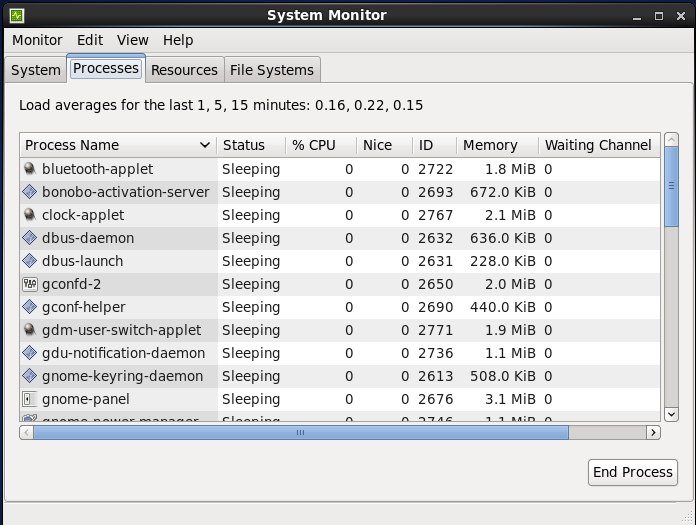 System Monitor
Monitor Edit View Help
System Processes Resources File Systems
Load averages for the last 1, 5, 15 minutes: 0.16, 0.22, 0.15
Process Name Status % CPU Nice ID Memory Waiting Channel
bluetooth-applet Sleeping 0 0 2722 1.8 MiB 0
bonobo-activation-server Sleeping 0 0 2693 672.0 KiB 0
clock-applet Sleeping 0 0 2767 2.1 MiB 0
dbus-daemon Sleeping 0 0 2632 636.0 KiB 0
dbus-launch Sleeping 0 0 2631 228.0 KiB 0
gconfd-2 Sleeping 0 0 2650 2.0 MiB 0
gconf-helper Sleeping 0 0 2690 440.0 KiB 0
gdm-user-switch-applet Sleeping 0 0 2771 1.9 MiB 0
gdu-notification-daemon Sleeping 0 0 2736 1.1 MiB 0
gnome-keyring-daemon Sleeping 0 0 2613 508.0 KiB 0
gnome-panel Sleeping 0 0 2676 3.1 MiB 0
gnome-power-manager Sleeping 0 0 2746 1.1 MiB 0
End Process